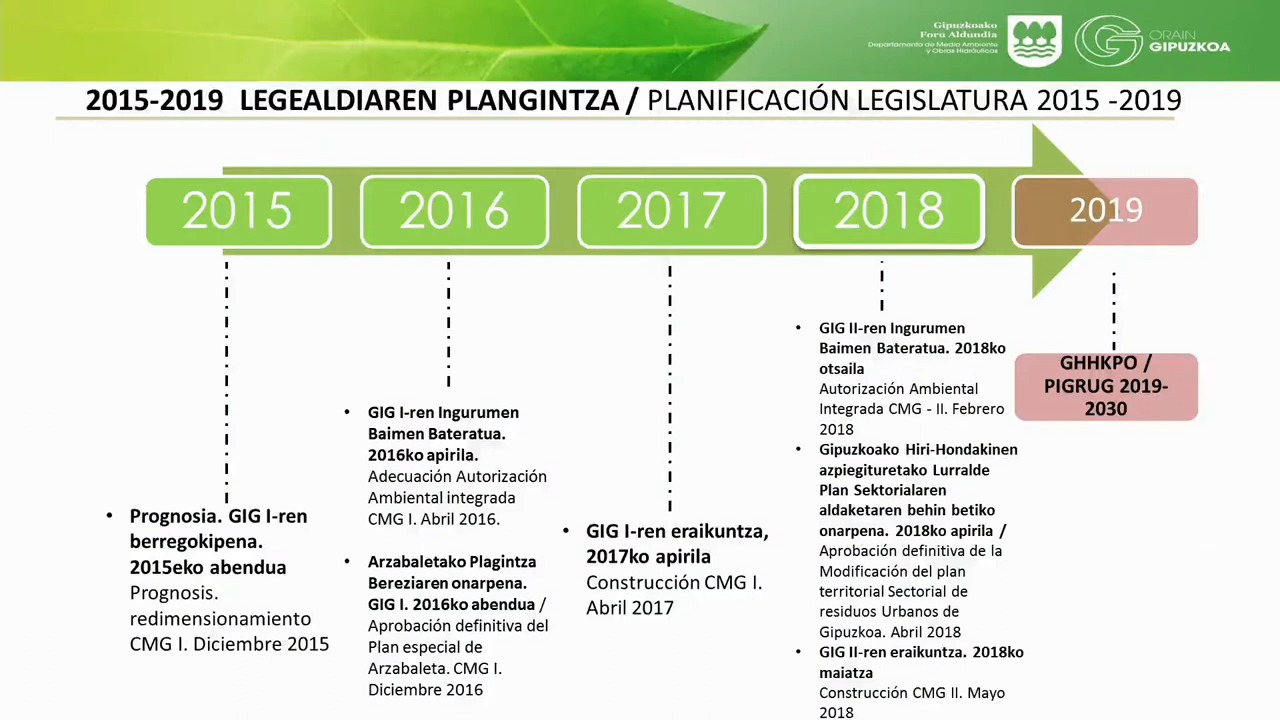 Gipuzkoako
Foru Aldundia
Departamento de Medio Ambiente
y Obras Hidráulicas
ORAIN
GIPUZKOA
2015-2019 LEGEALDIAREN PLANGINTZA / PLANIFICACIÓN LEGISLATURA 2015 -2019
2015
2016
2017
2018
2019
• Prognosia. GIG I-ren
berregokipena.
2015eko abendua
Prognosis.
redimensionamiento
CMG I. Diciembre 2015
• GIG I-ren Ingurumen
Baimen Bateratua.
2016ko apirila.
Adecuación Autorización
Ambiental integrada
CMG I. Abril 2016.
• Arzabaletako Plagintza
Bereziaren onarpena.
GIG I. 2016ko abendua /
Aprobación definitiva del
Plan especial de
Arzabaleta. CMG I.
Diciembre 2016
• GIG I-ren eraikuntza,
2017ko apirila
Construcción CMG I.
Abril 2017
• GIG II-ren Ingurumen
Baimen Bateratua. 2018ko
otsaila
Autorización Ambiental
Integrada CMG - II. Febrero
2018
• Gipuzkoako Hiri-Hondakinen
azpiegituretako Lurralde
Plan Sektorialaren
aldaketaren behin betiko
onarpena. 2018ko apirila /
Aprobación definitiva de la
Modificación del plan
territorial Sectorial de
residuos Urbanos de
Gipuzkoa. Abril 2018
• GIG II-ren eraikuntza. 2018ko
maiatza
Construcción CMG II. Mayo
2018
GHHKPO /
PIGRUG 2019-
2030